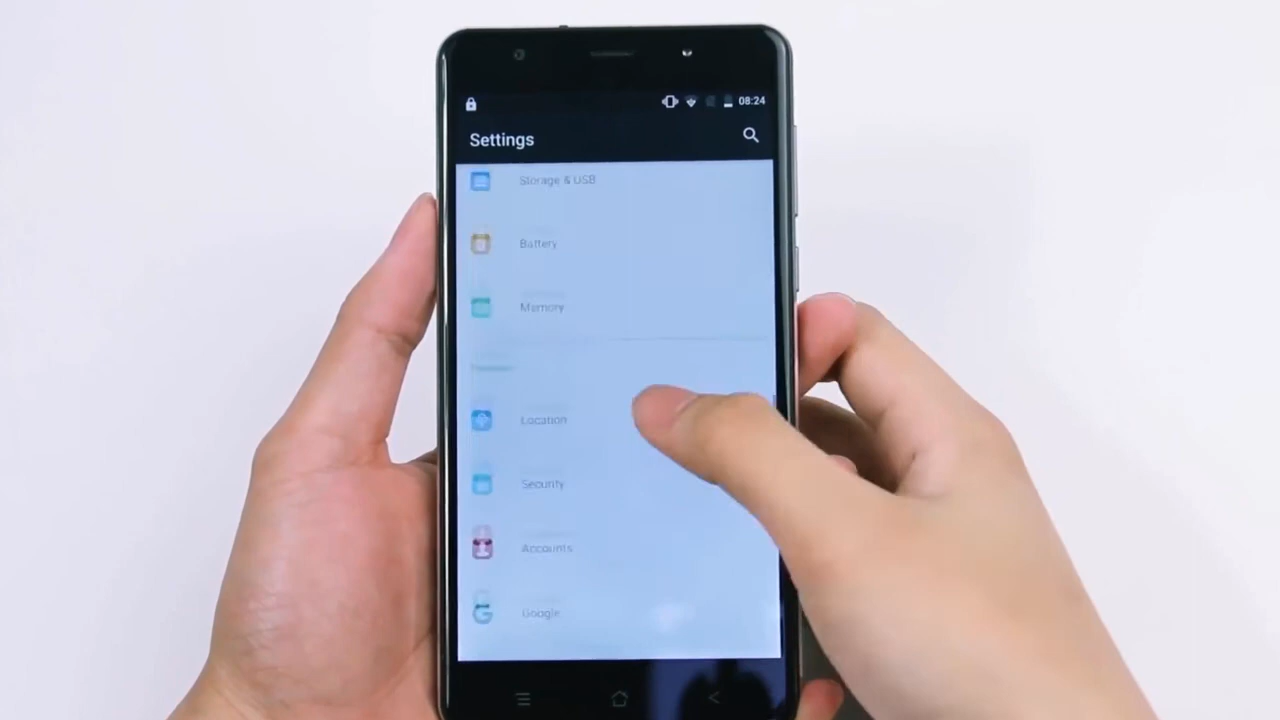 08:24
Settings
Storage & USB
Battery
Memory
Location
Security
Accounts
Google